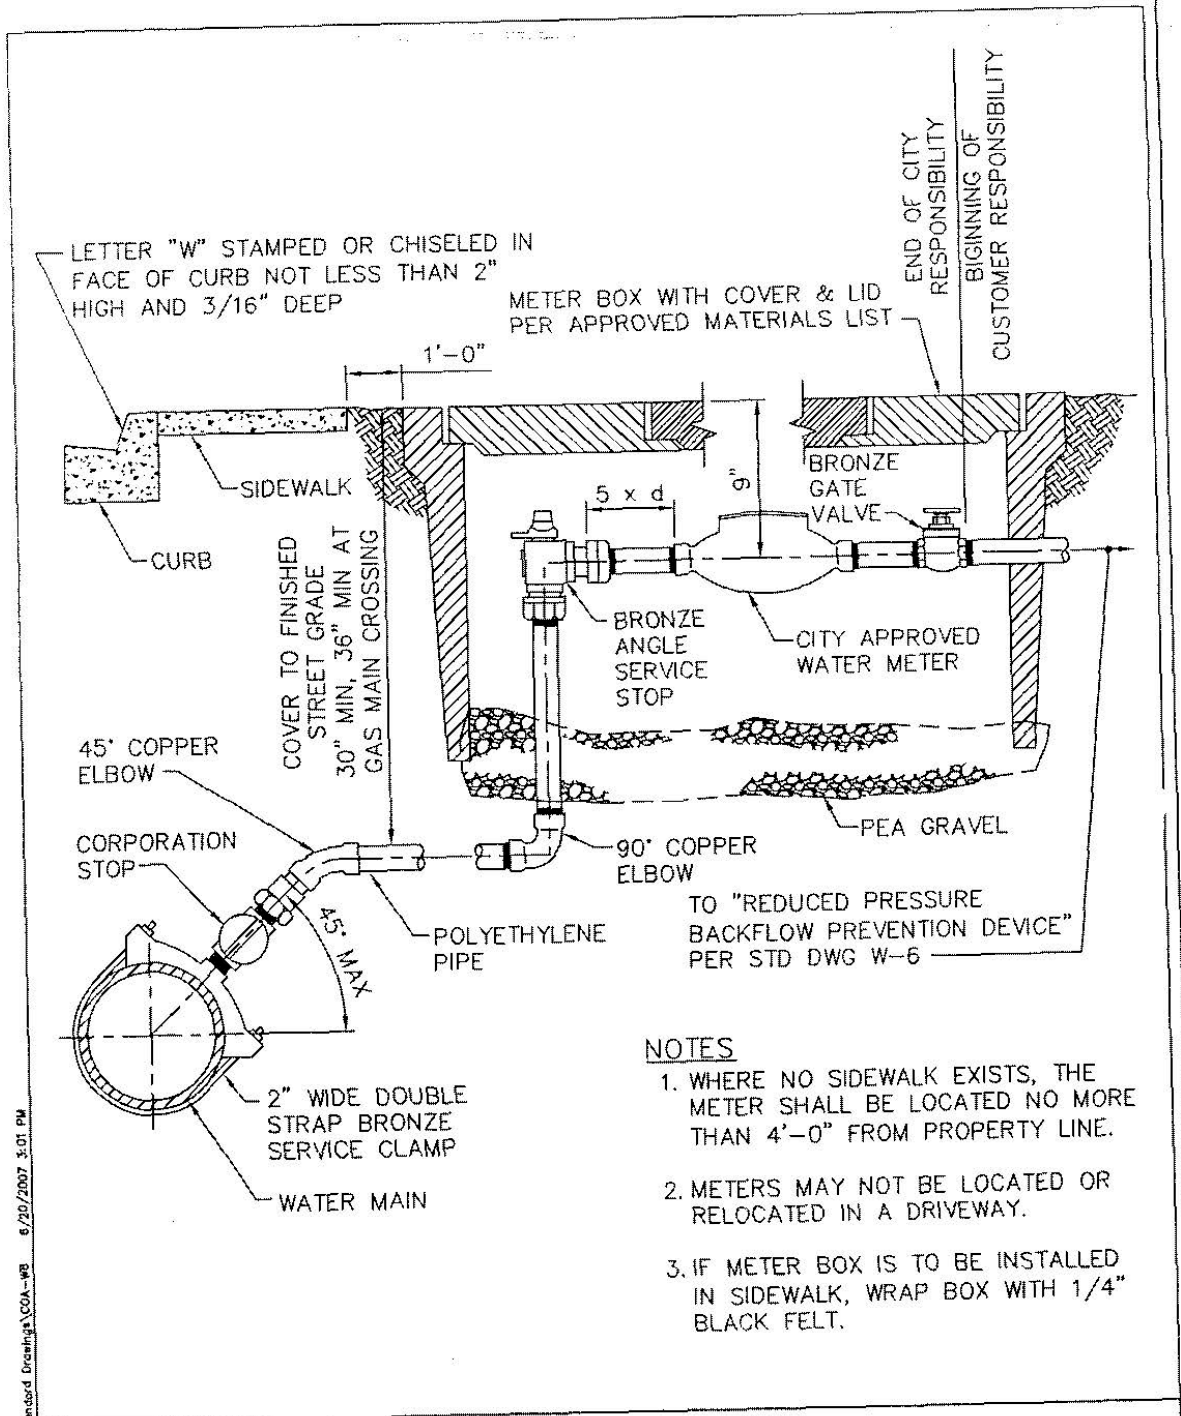 END OF CITY
RESPONSIBILITY
BIGINNING OF
CUSTOMER RESPONSIBILITY
LETTER "W" STAMPED OR CHISELED IN
FACE OF CURB NOT LESS THAN 2"
HIGH AND 3/16" DEEP
METER BOX WITH COVER & LID
PER APPROVED MATERIALS LIST
1'-0"
SIDEWALK
CURB
9"
5 x d
BRONZE
GATE
VALVE
COVER TO FINISHED
STREET GRADE
30" MIN, 36" MIN AT
GAS MAIN CROSSING
BRONZE
ANGLE
SERVICE
STOP
CITY APPROVED
WATER METER
45° COPPER
ELBOW
CORPORATION
STOP
PEA GRAVEL
90° COPPER
ELBOW
45° MAX
POLYETHYLENE
PIPE
TO "REDUCED PRESSURE
BACKFLOW PREVENTION DEVICE"
PER STD DWG W-6
2" WIDE DOUBLE
STRAP BRONZE
SERVICE CLAMP
WATER MAIN
NOTES
1. WHERE NO SIDEWALK EXISTS, THE
METER SHALL BE LOCATED NO MORE
THAN 4'-0" FROM PROPERTY LINE.
2. METERS MAY NOT BE LOCATED OR
RELOCATED IN A DRIVEWAY.
3. IF METER BOX IS TO BE INSTALLED
IN SIDEWALK, WRAP BOX WITH 1/4"
BLACK FELT.
ndard Drawings\COA-WB 6/20/2007 3:01 PM